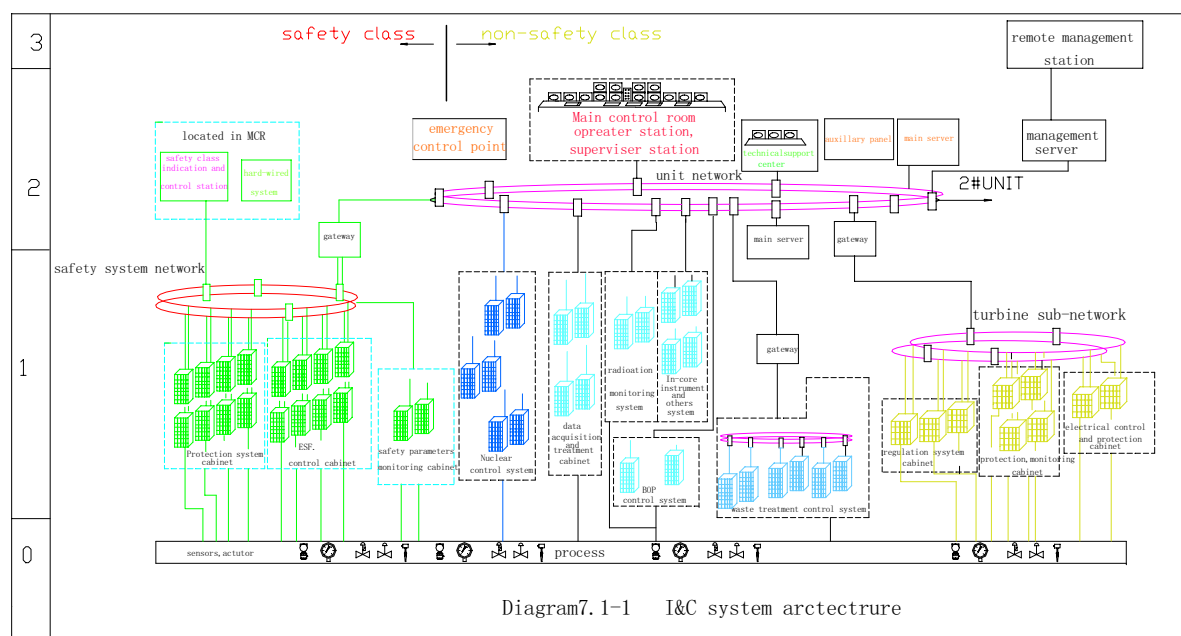 3
safety class
non-safety class
remote management
station
located in MCR
safety class
indication and
control station
hard-wired
system
emergency
control point
Main control room
opreater station,
superviser station
technicalsupport
center
auxillary panel
main server
management
server
2
unit network
2#UNIT
gateway
main server
gateway
safety system network
turbine sub-network
1
gateway
radioation
monitoring system
In-core
instrument
and
others system
Protection system
cabinet
ESF.
control cabinet
safety parameters
monitoring cabinet
Nuclear
control system
data
acquisition
and treatment
cabinet
BOP
control system
waste treatment control system
regulation sysytem
cabinet
protection,monitoring
cabinet
electrical control
and protection cabinet
0
sensors,actutor
process
Diagram7.1-1 I&C system arctectrure